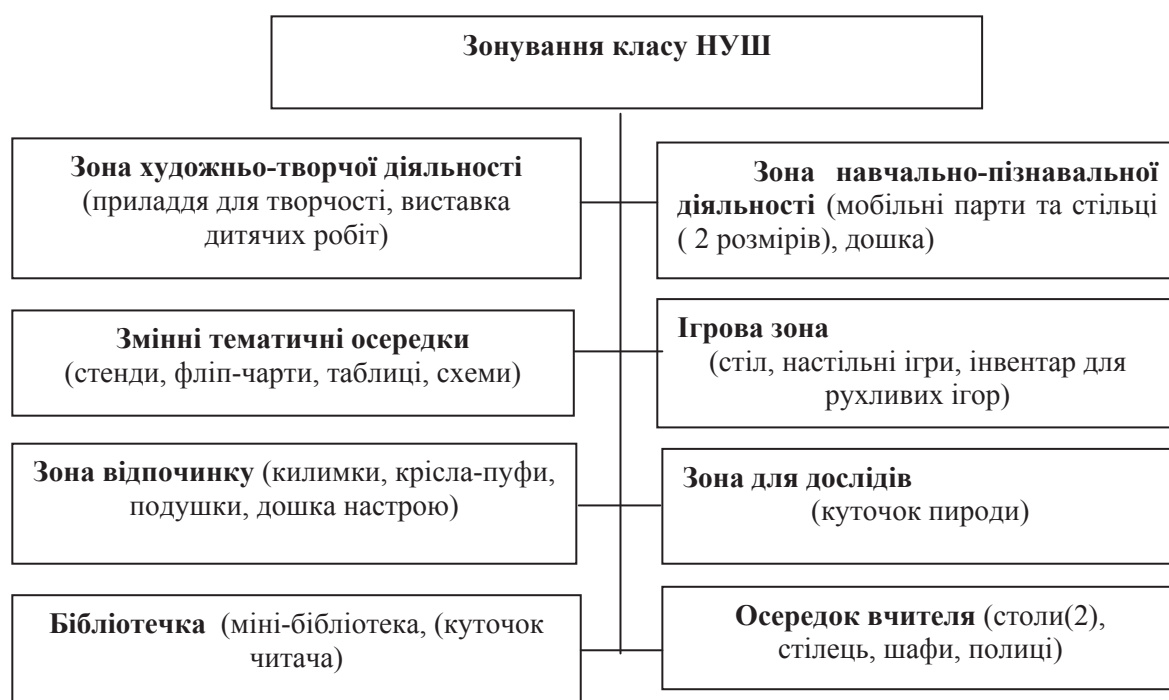 Зонування класу НУШ
Зона художньо-творчої діяльності
(приладдя для творчості, виставка
дитячих робіт)
Зона навчально-пізнавальної
діяльності (мобільні парти та стільці
( 2 розмірів), дошка)
Змінні тематичні осередки
(стенди, фліп-чарти, таблиці, схеми)
Ігрова зона
(стіл, настільні ігри, інвентар для
рухливих ігор)
Зона відпочинку (килимки, крісла-пуфи,
подушки, дошка настрою)
Зона для дослідів
(куточок пироди)
Бібліотечка (міні-бібліотека, (куточок
читача)
Осередок вчителя (столи(2),
стілець, шафи, полиці)